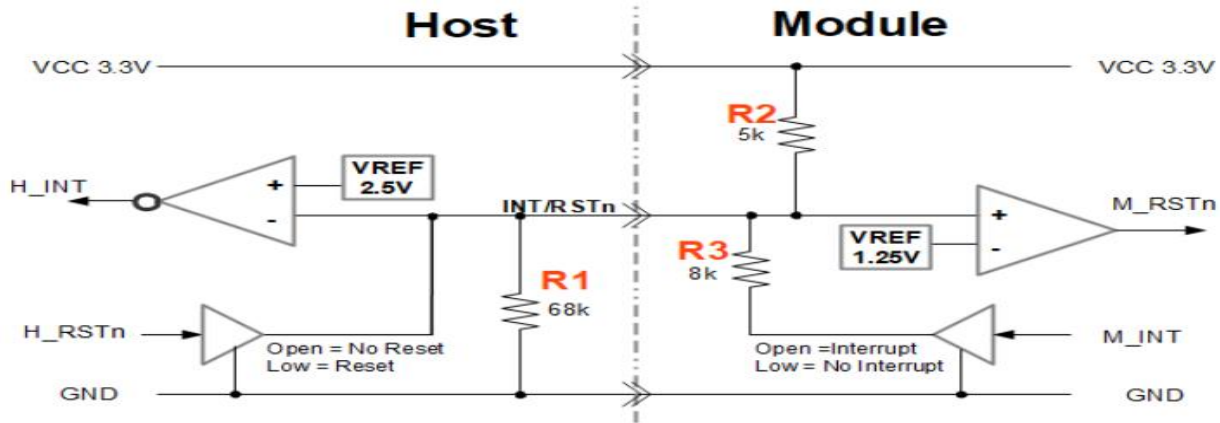 Host
Module
VCC 3.3V
VCC 3.3V
R2
5k
H_INT
+
-
VREF
2.5V
INT/RSTn
+
-
VREF
1.25V
M_RSTn
R1
68k
R3
8k
H_RSTn
Open = No Reset
Low = Reset
Open =Interrupt
Low = No Interrupt
M_INT
GND
GND